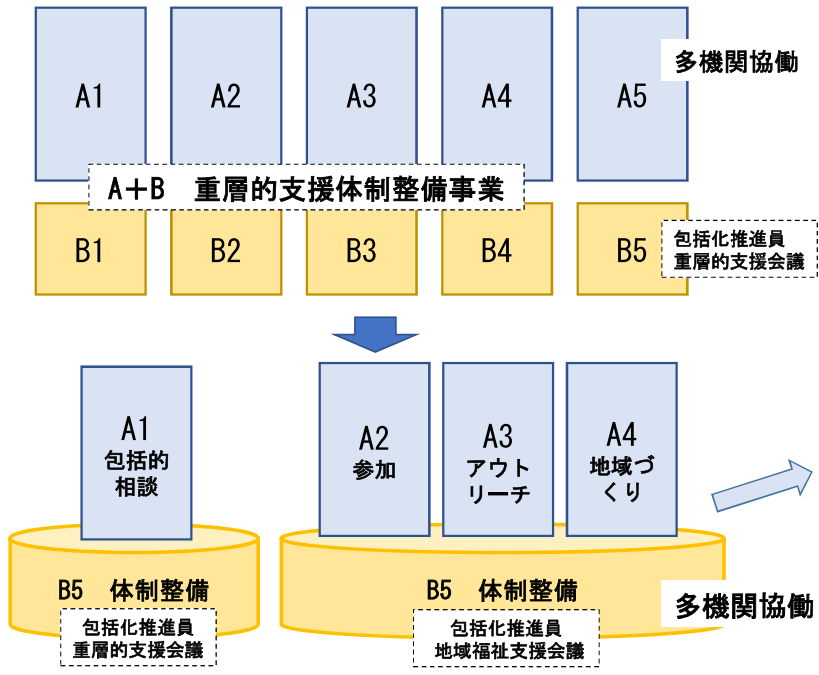 A1
A2
A3
A4
A5
多機関協働
A＋B　重層的支援体制整備事業
B1
B2
B3
B4
B5
包括化推進員
重層的支援会議
A1
包括的
相談
A2
参加
A3
アウト
リーチ
A4
地域づ
くり
B5　体制整備
包括化推進員
重層的支援会議
B5　体制整備
包括化推進員
地域福祉支援会議
多機関協働